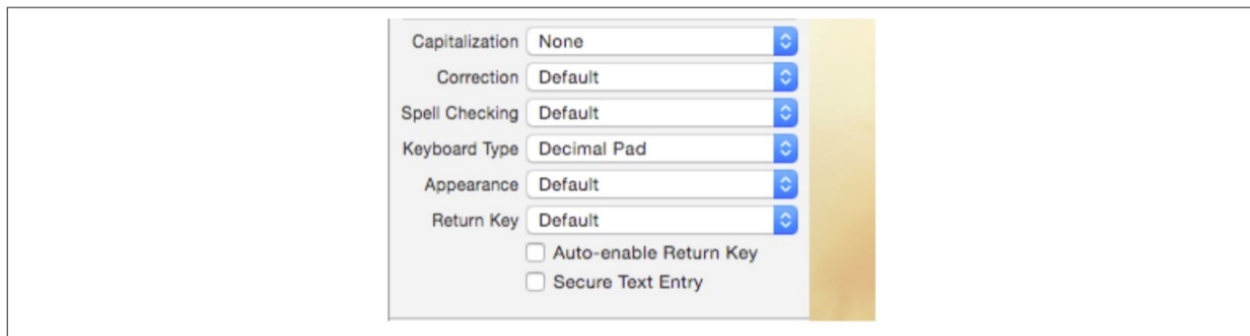 Capitalization None
Correction Default
Spell Checking Default
Keyboard Type Decimal Pad
Appearance Default
Return Key Default
Auto-enable Return Key
Secure Text Entry